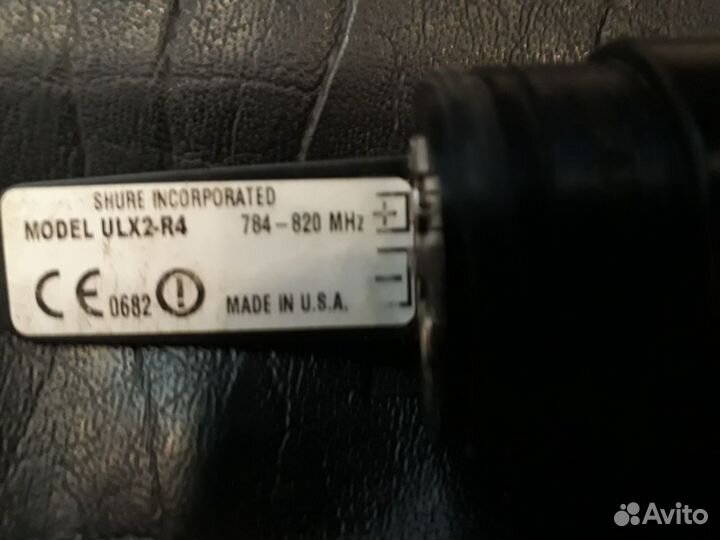 SHURE INCORPORATED
MODEL ULX2-R4 784-820 MHz +
CE 0682 ! -
MADE IN U.S.A.
Avito